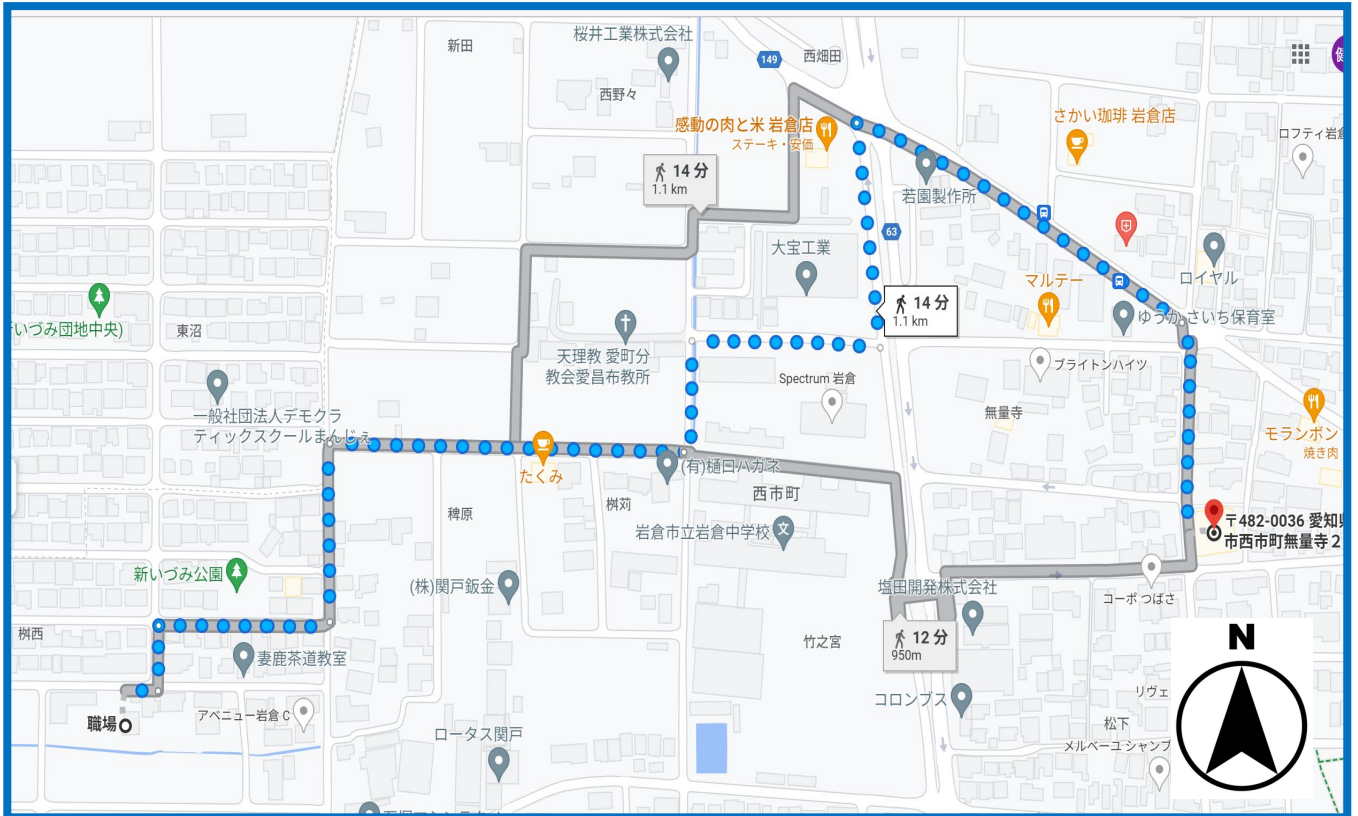 新田
桜井工業株式会社
西野々
149
西畑田
感動の肉と米 岩倉店
ステーキ・安価
さかい珈琲 岩倉店
ロフティ岩倉
14 分
1.1 km
若園製作所
63
大宝工業
ロイヤル
マルテー
いづみ団地中央)
東沼
14 分
1.1 km
ゆうか さいち保育室
天理教 愛町分
教会愛昌布教所
Spectrum 岩倉
ブライトンハイツ
無量寺
一般社団法人デモクラ
ティックスクールまんじぇ
モランボン
焼き肉
たくみ
(有)樋口ハガネ
桝苅
西市町
稗原
岩倉市立岩倉中学校
〒482-0036 愛知県
市西市町無量寺2
新いづみ公園
(株)関戸鈑金
塩田開発株式会社
コーポ つばさ
桝西
12 分
950m
竹之宮
妻鹿茶道教室
N
職場
アベニュー岩倉 C
コロンブス
リヴェ
松下
ロータス関戸
メルベーユ シャンブ